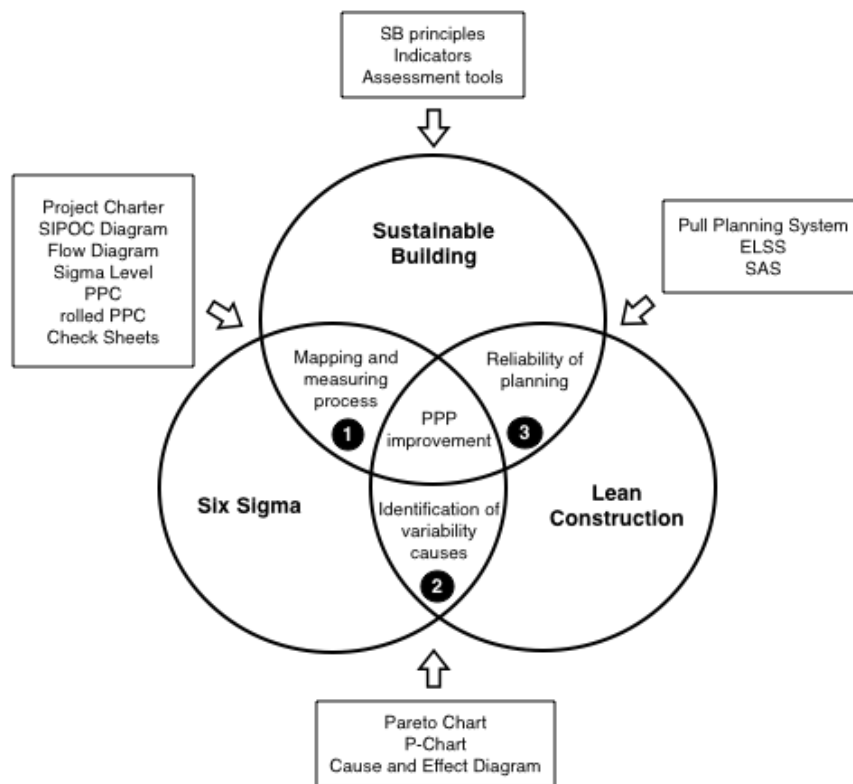 SB principles
Indicators
Assessment tools
Project Charter
SIPOC Diagram
Flow Diagram
Sigma Level
PPC
rolled PPC
Check Sheets
Pull Planning System
ELSS
SAS
Sustainable
Building
Mapping and
measuring
process
1
Reliability of
planning
3
PPP
improvement
Six Sigma
Lean
Construction
Identification of
variability
causes
2
Pareto Chart
P-Chart
Cause and Effect Diagram